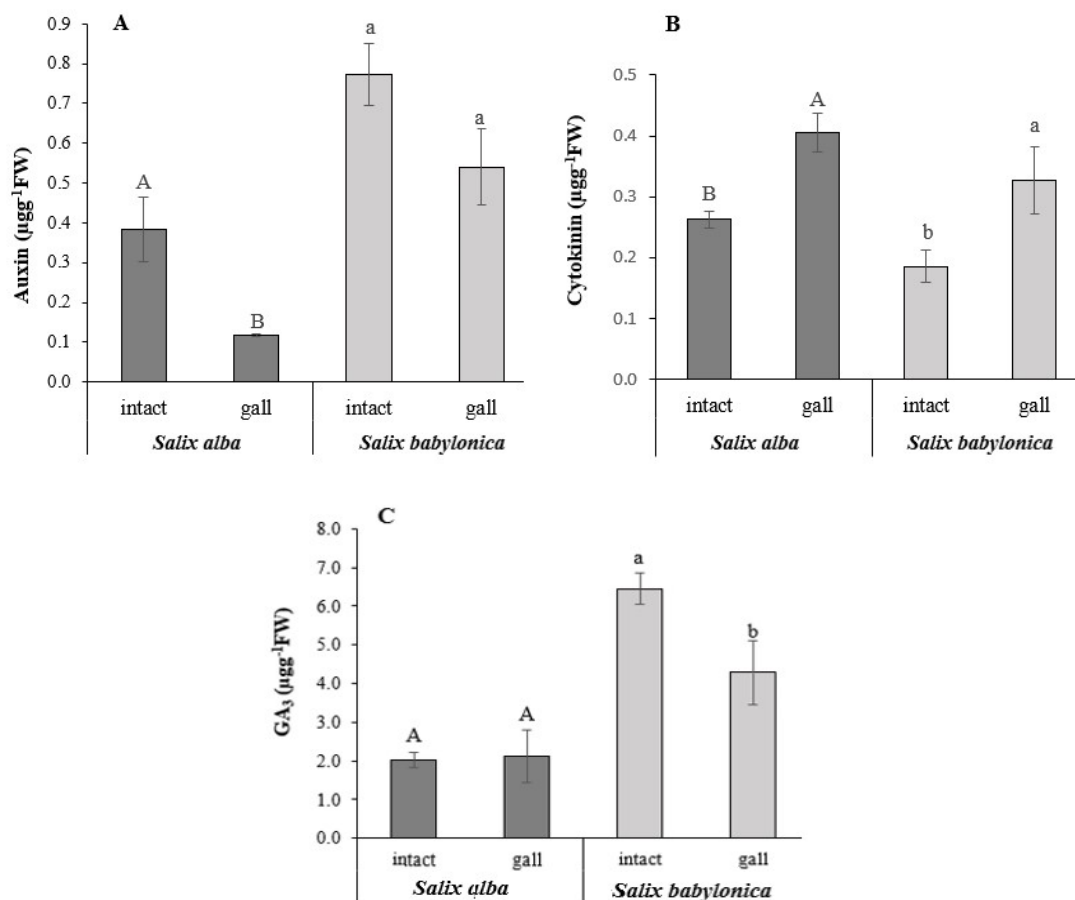 A
Auxin (µgg⁻¹FW)
0.9
0.8
0.7
0.6
0.5
0.4
0.3
0.2
0.1
0.0
A
B
a
a
intact gall intact gall
Salix alba Salix babylonica
B
Cytokinin (µgg⁻¹FW)
0.5
0.4
0.3
0.2
0.1
0.0
B
A
b
a
intact gall intact gall
Salix alba Salix babylonica
C
GA₃ (µgg⁻¹FW)
8.0
7.0
6.0
5.0
4.0
3.0
2.0
1.0
0.0
A
A
a
b
intact gall intact gall
Salix alba Salix babylonica